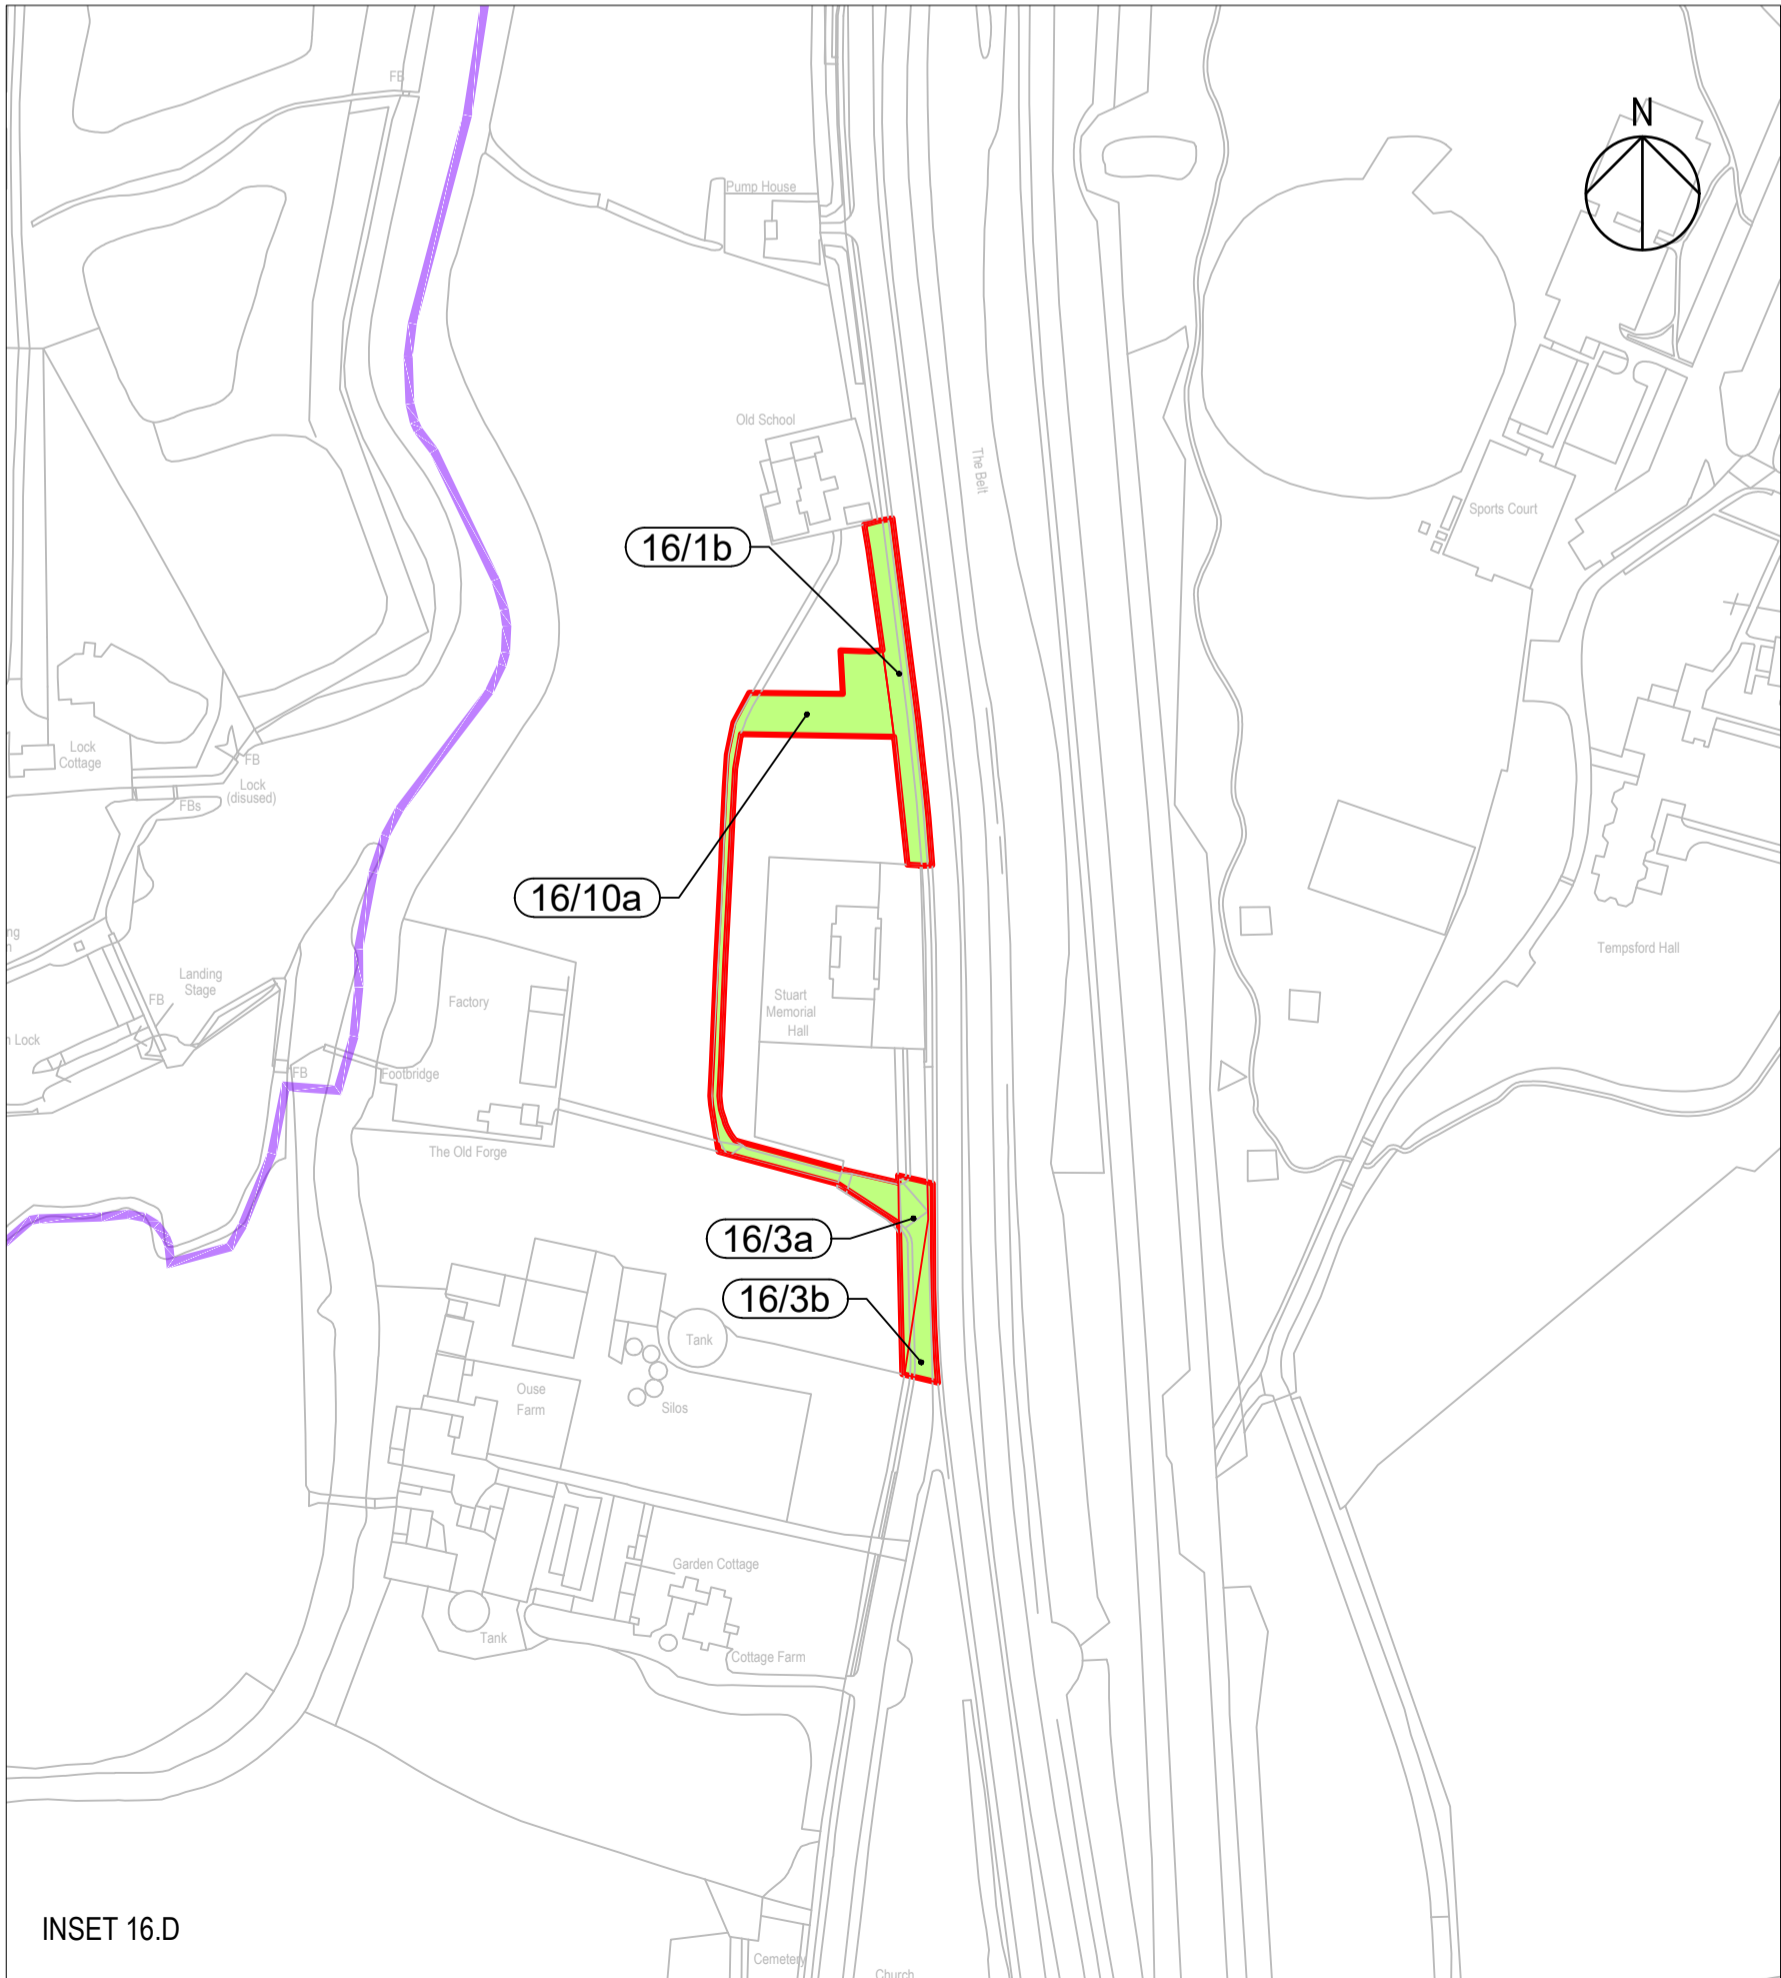 FB
N
Pump House
Old School
The Belt
Sports Court
16/1b
Lock
Cottage
FB
Lock
(disused)
FBs
16/10a
Tempsford Hall
Landing
Stage
FB
Factory
Stuart
Memorial
Hall
Lock
FB
Footbridge
The Old Forge
16/3a
16/3b
Tank
Ouse
Farm
Silos
Garden Cottage
Tank
Cottage Farm
INSET 16.D
Cemetery
Church